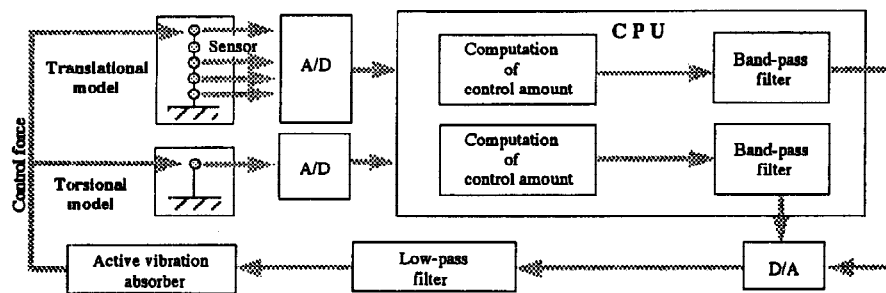 CPU
Sensor
Translational
model
A/D
Computation
of
control amount
Band-pass
filter
Control force
Torsional
model
A/D
Computation
of
control amount
Band-pass
filter
Active vibration
absorber
Low-pass
filter
D/A